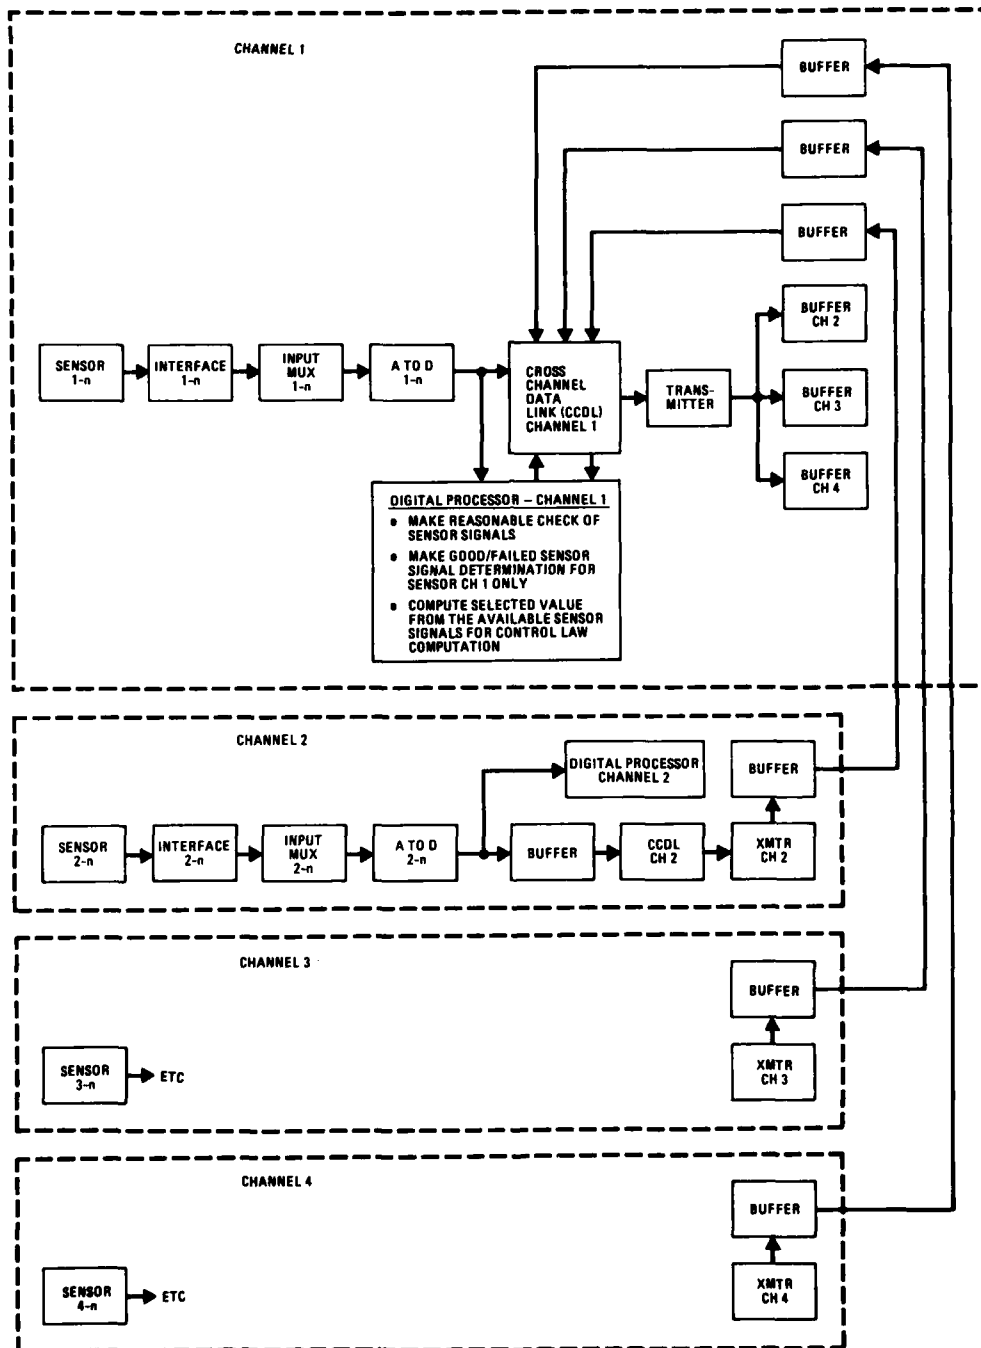 CHANNEL 1
BUFFER
BUFFER
BUFFER
BUFFER
CH 2
SENSOR
1-n
INTERFACE
1-n
INPUT
MUX
1-n
A TO D
1-n
CROSS
CHANNEL
DATA
LINK (CCDL)
CHANNEL 1
TRANS-
MITTER
BUFFER
CH 3
BUFFER
CH 4
DIGITAL PROCESSOR – CHANNEL 1
• MAKE REASONABLE CHECK OF
SENSOR SIGNALS
• MAKE GOOD/FAILED SENSOR
SIGNAL DETERMINATION FOR
SENSOR CH 1 ONLY
• COMPUTE SELECTED VALUE
FROM THE AVAILABLE SENSOR
SIGNALS FOR CONTROL LAW
COMPUTATION
CHANNEL 2
DIGITAL PROCESSOR
CHANNEL 2
BUFFER
SENSOR
2-n
INTERFACE
2-n
INPUT
MUX
2-n
A TO D
2-n
BUFFER
CCDL
CH 2
XMTR
CH 2
CHANNEL 3
BUFFER
SENSOR
3-n
ETC
XMTR
CH 3
CHANNEL 4
BUFFER
SENSOR
4-n
ETC
XMTR
CH 4